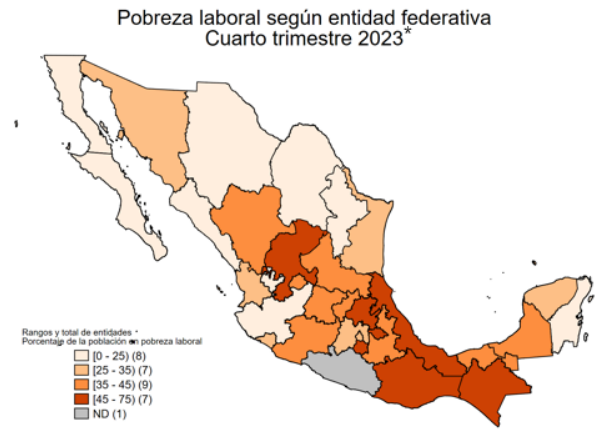 Pobreza laboral según entidad federativa
Cuarto trimestre 2023*
Rangos y total de entidades *
Porcentaje de la población en pobreza laboral
[0 - 25) (8)
[25 - 35) (7)
[35 - 45) (9)
[45 - 75) (7)
ND (1)